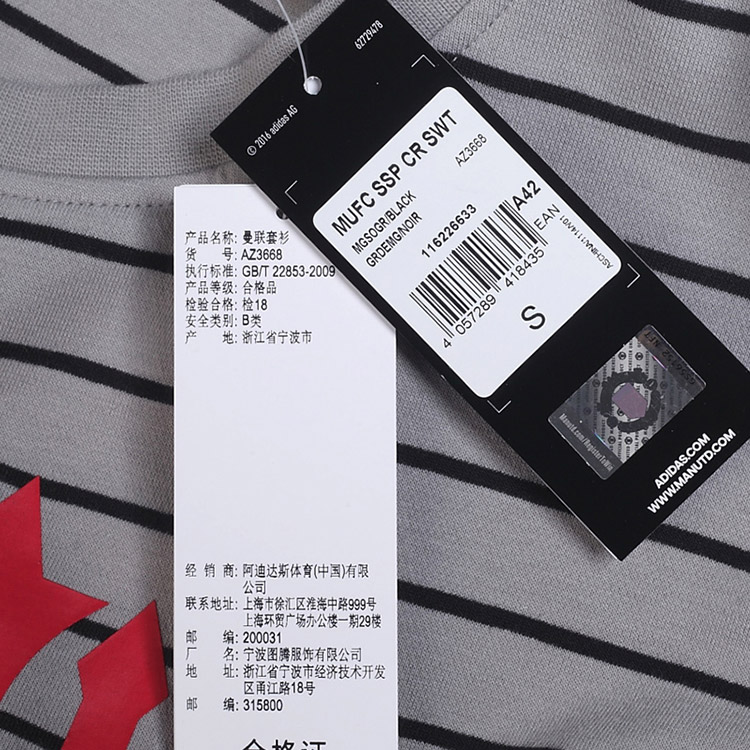 62729478
© 2016 adidas AG
MUFC SSP CR SWT
AZ3668
MGSOGR/BLACK
GRDEMG/NOIR
116226633
A42
EAN
4 057289 418435
S
ADIDAS.COM
WWW.MANUTD.COM
产品名称: 曼联套衫
货 号: AZ3668
执行标准: GB/T 22853-2009
产品等级: 合格品
检验合格: 检18
安全类别: B类
产 地: 浙江省宁波市
经 销 商: 阿迪达斯体育(中国)有限
公司
联系地址: 上海市徐汇区淮海中路999号
上海环贸广场办公楼一期29楼
邮 编: 200031
厂 名: 宁波图腾服饰有限公司
地 址: 浙江省宁波市经济技术开发
区甬江路18号
邮 编: 315800
合格证